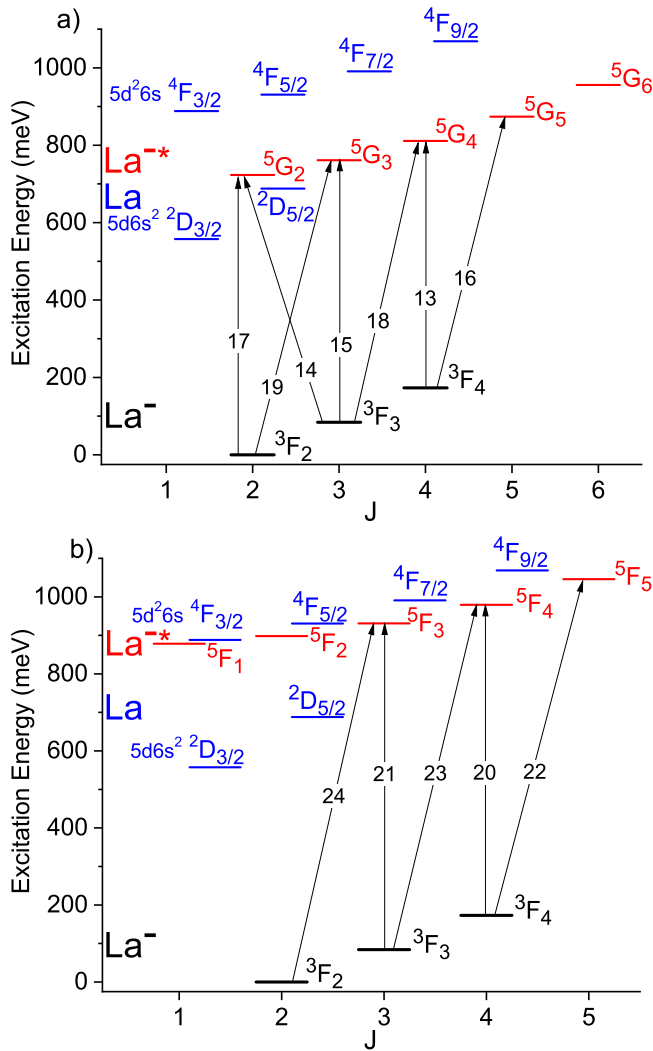 a)
⁴F₉/₂
⁴F₇/₂
1000
5d²6s ⁴F₃/₂
⁴F₅/₂
⁵G₆
⁵G₅
800
La⁻*
⁵G₂
⁵G₃
⁵G₄
La
5d6s² ²D₃/₂
²D₅/₂
600
400
17
19
14
15
18
13
16
200
La⁻
³F₂
³F₃
³F₄
0
1 2 3 4 5 6
J
Excitation Energy (meV)
b)
⁴F₉/₂
⁴F₇/₂
1000
5d²6s ⁴F₃/₂
⁴F₅/₂
⁵F₅
La⁻*
⁵F₁
⁵F₂
⁵F₃
⁵F₄
800
La
5d6s² ²D₃/₂
²D₅/₂
600
400
24
21
23
20
22
200
La⁻
³F₂
³F₃
³F₄
0
1 2 3 4 5
J
Excitation Energy (meV)